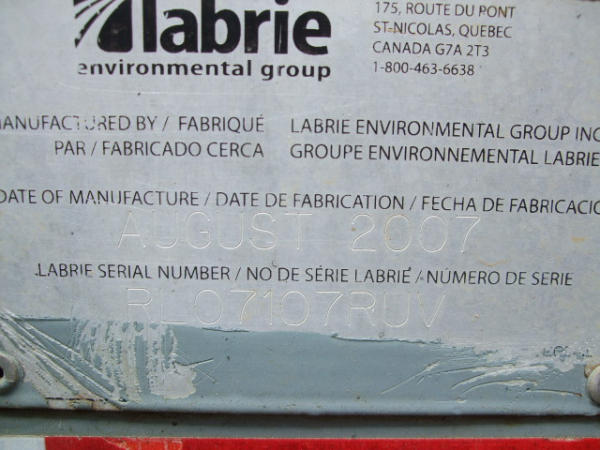 175, ROUTE DU PONT
ST-NICOLAS, QUEBEC
CANADA G7A 2T3
1-800-463-6638
labrie
environmental group
MANUFACTURED BY / FABRIQUÉ LABRIE ENVIRONMENTAL GROUP INC
PAR / FABRICADO CERCA GROUPE ENVIRONNEMENTAL LABRIE
DATE OF MANUFACTURE / DATE DE FABRICATION / FECHA DE FABRICACIO
AUGUST 2007
LABRIE SERIAL NUMBER / NO DE SÉRIE LABRIE / NÚMERO DE SERIE
RL07107RUV